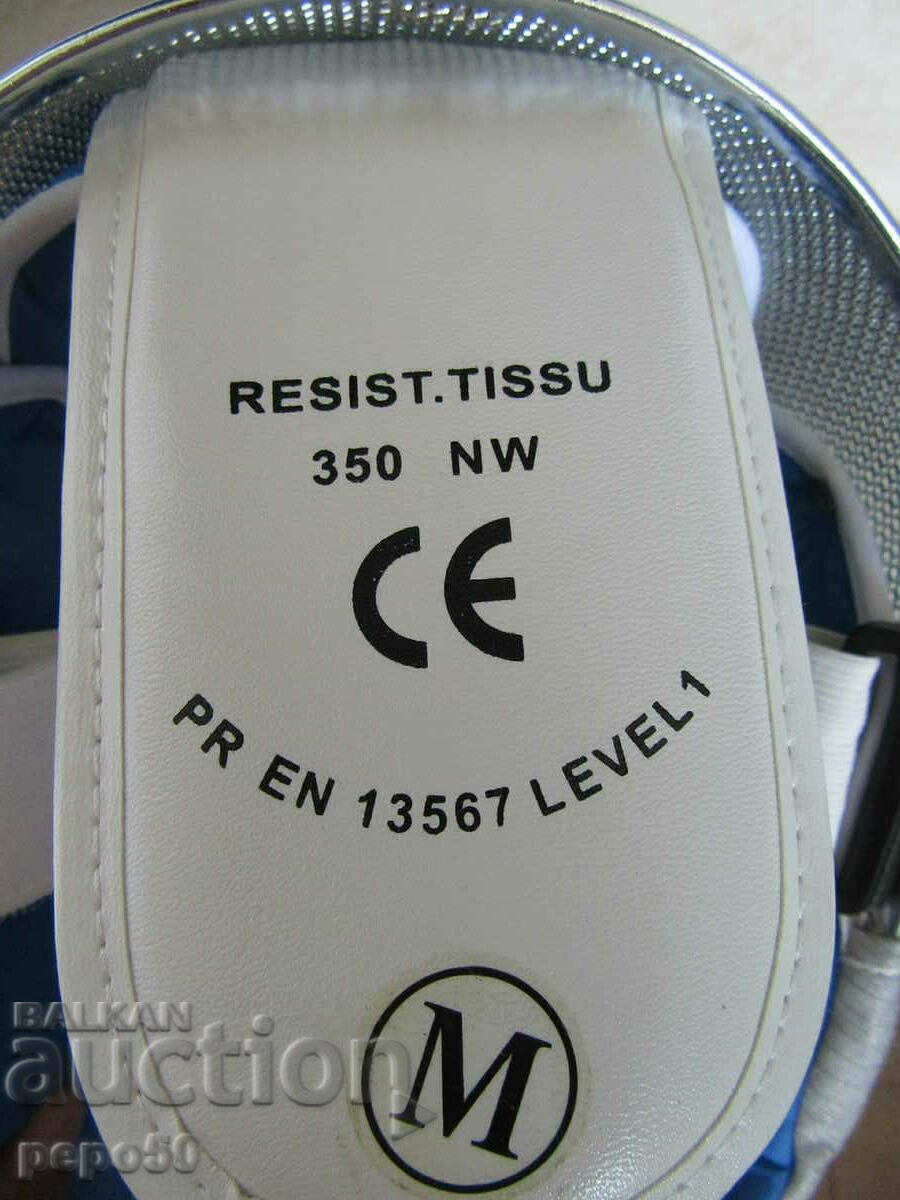 RESIST.TISSU
350 NW
CE
PR EN 13567 LEVEL1
M
BALKAN
auction
pepo50